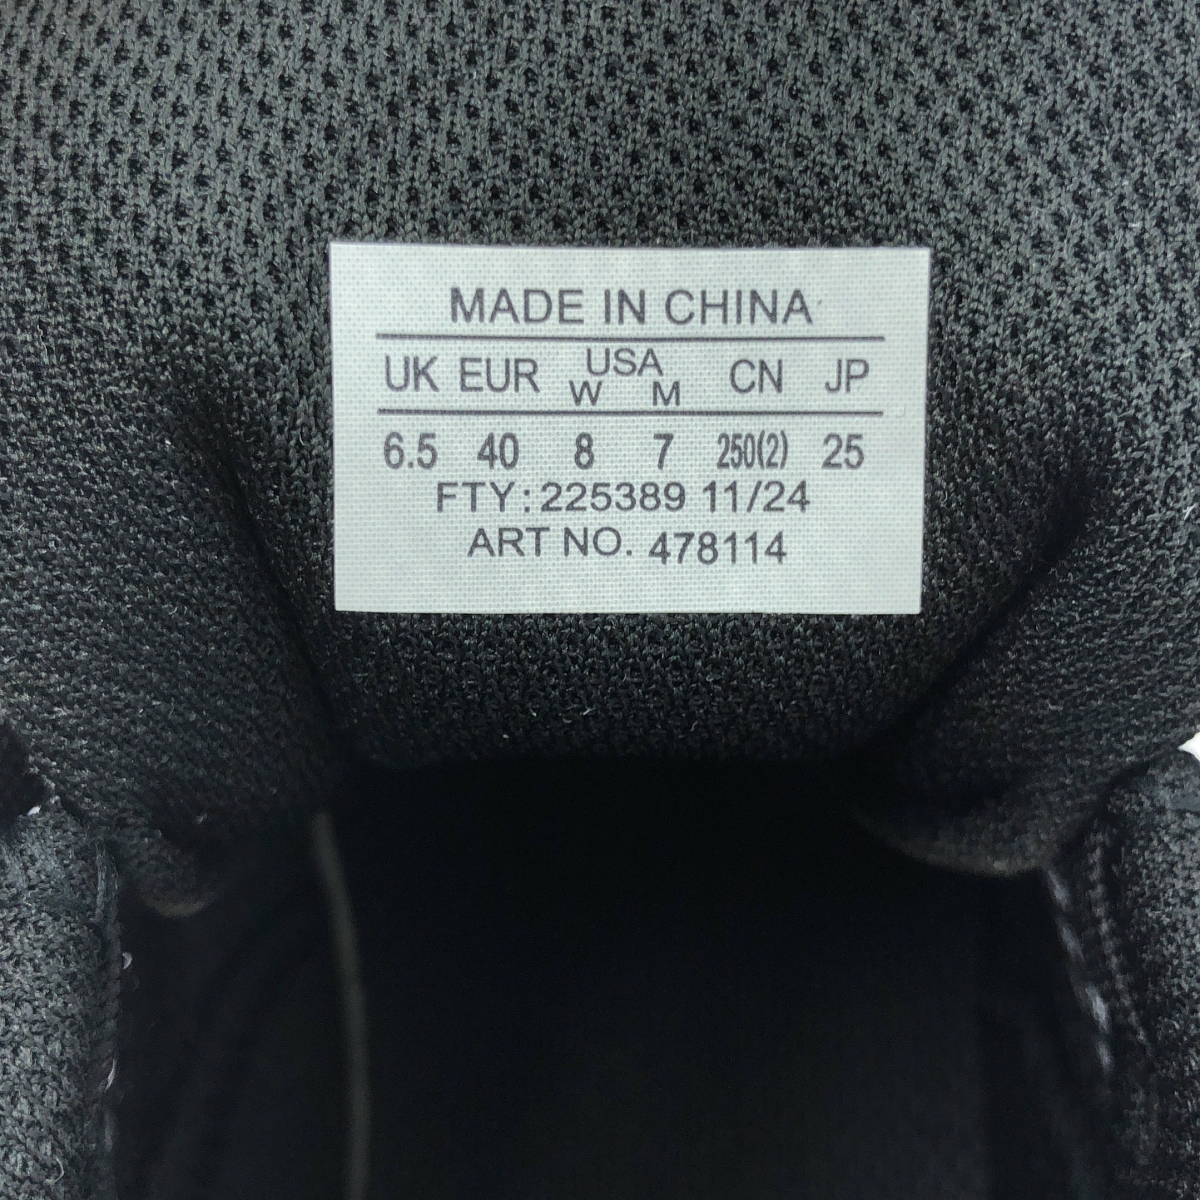 MADE IN CHINA
UK EUR USA W M CN JP
6.5 40 8 7 250(2) 25
FTY: 225389 11/24
ART NO. 478114